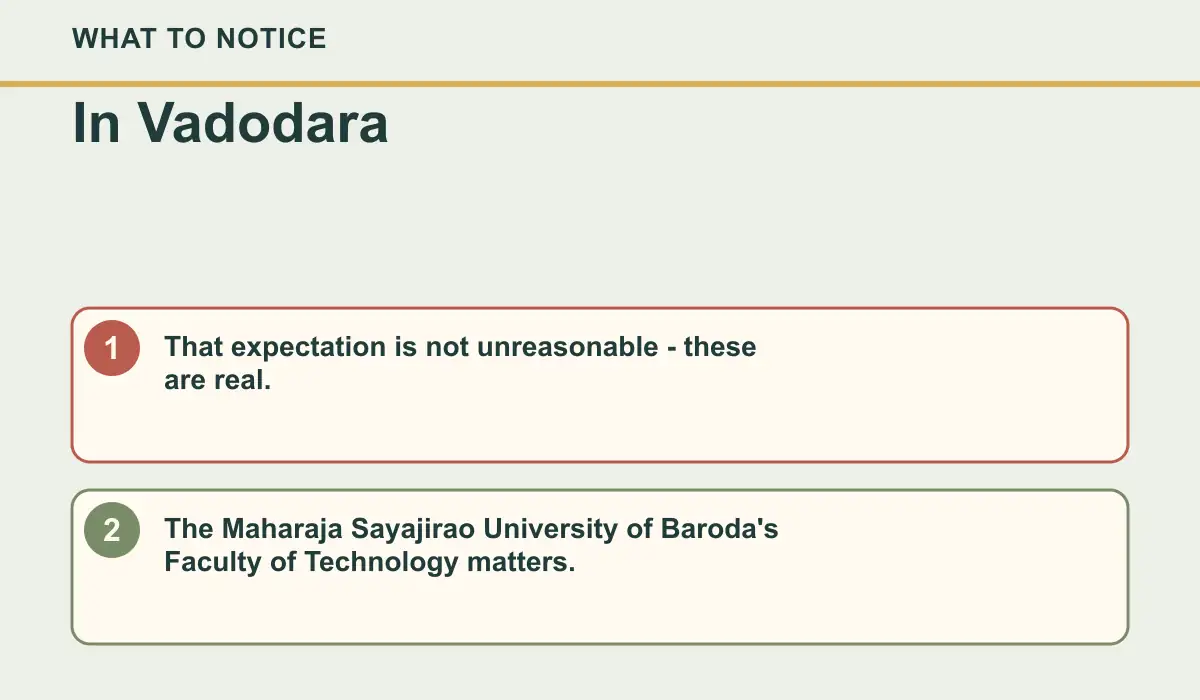 WHAT TO NOTICE
In Vadodara
1
That expectation is not unreasonable - these
are real.
2
The Maharaja Sayajirao University of Baroda's
Faculty of Technology matters.